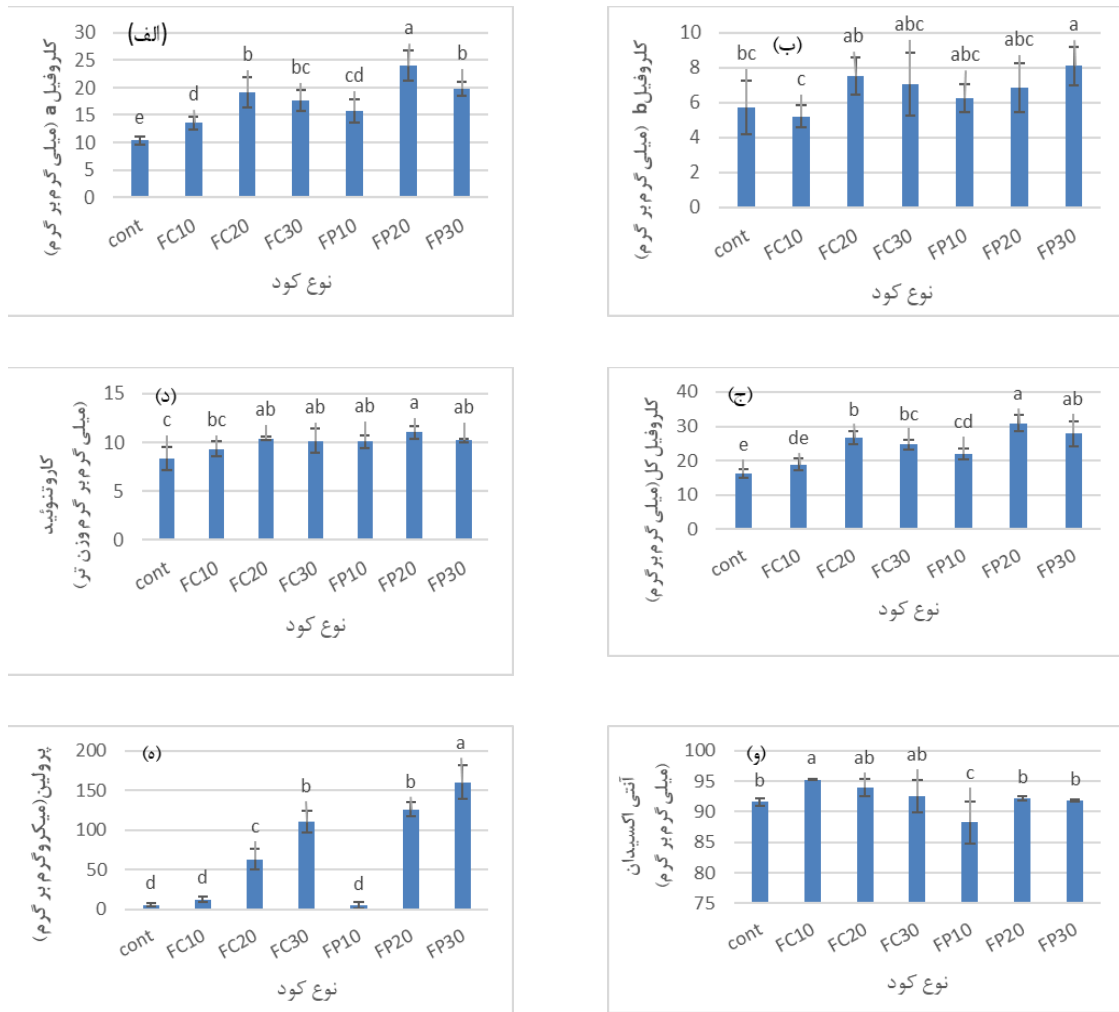 (الف)
کلروفیل a (میلی گرم بر گرم)
30
25
20
15
10
5
0
e
d
b
bc
cd
a
b
cont
FC10
FC20
FC30
FP10
FP20
FP30
نوع کود
(ب)
کلروفیل b (میلی گرم بر گرم)
10
8
6
4
2
0
bc
c
ab
abc
abc
abc
a
cont
FC10
FC20
FC30
FP10
FP20
FP30
نوع کود
(د)
کاروتنوئید
(میلی گرم بر گرم وزن تر)
15
10
5
0
c
bc
ab
ab
ab
a
ab
cont
FC10
FC20
FC30
FP10
FP20
FP30
نوع کود
(ج)
کلروفیل کل (میلی گرم بر گرم)
40
30
20
10
0
e
de
b
bc
cd
a
ab
cont
FC10
FC20
FC30
FP10
FP20
FP30
نوع کود
(ه)
پرولین (میکروگرم بر گرم)
200
150
100
50
0
d
d
c
b
d
b
a
cont
FC10
FC20
FC30
FP10
FP20
FP30
نوع کود
(و)
آنتی اکسیدان
(میلی گرم بر گرم)
100
95
90
85
80
75
b
a
ab
ab
c
b
b
cont
FC10
FC20
FC30
FP10
FP20
FP30
نوع کود